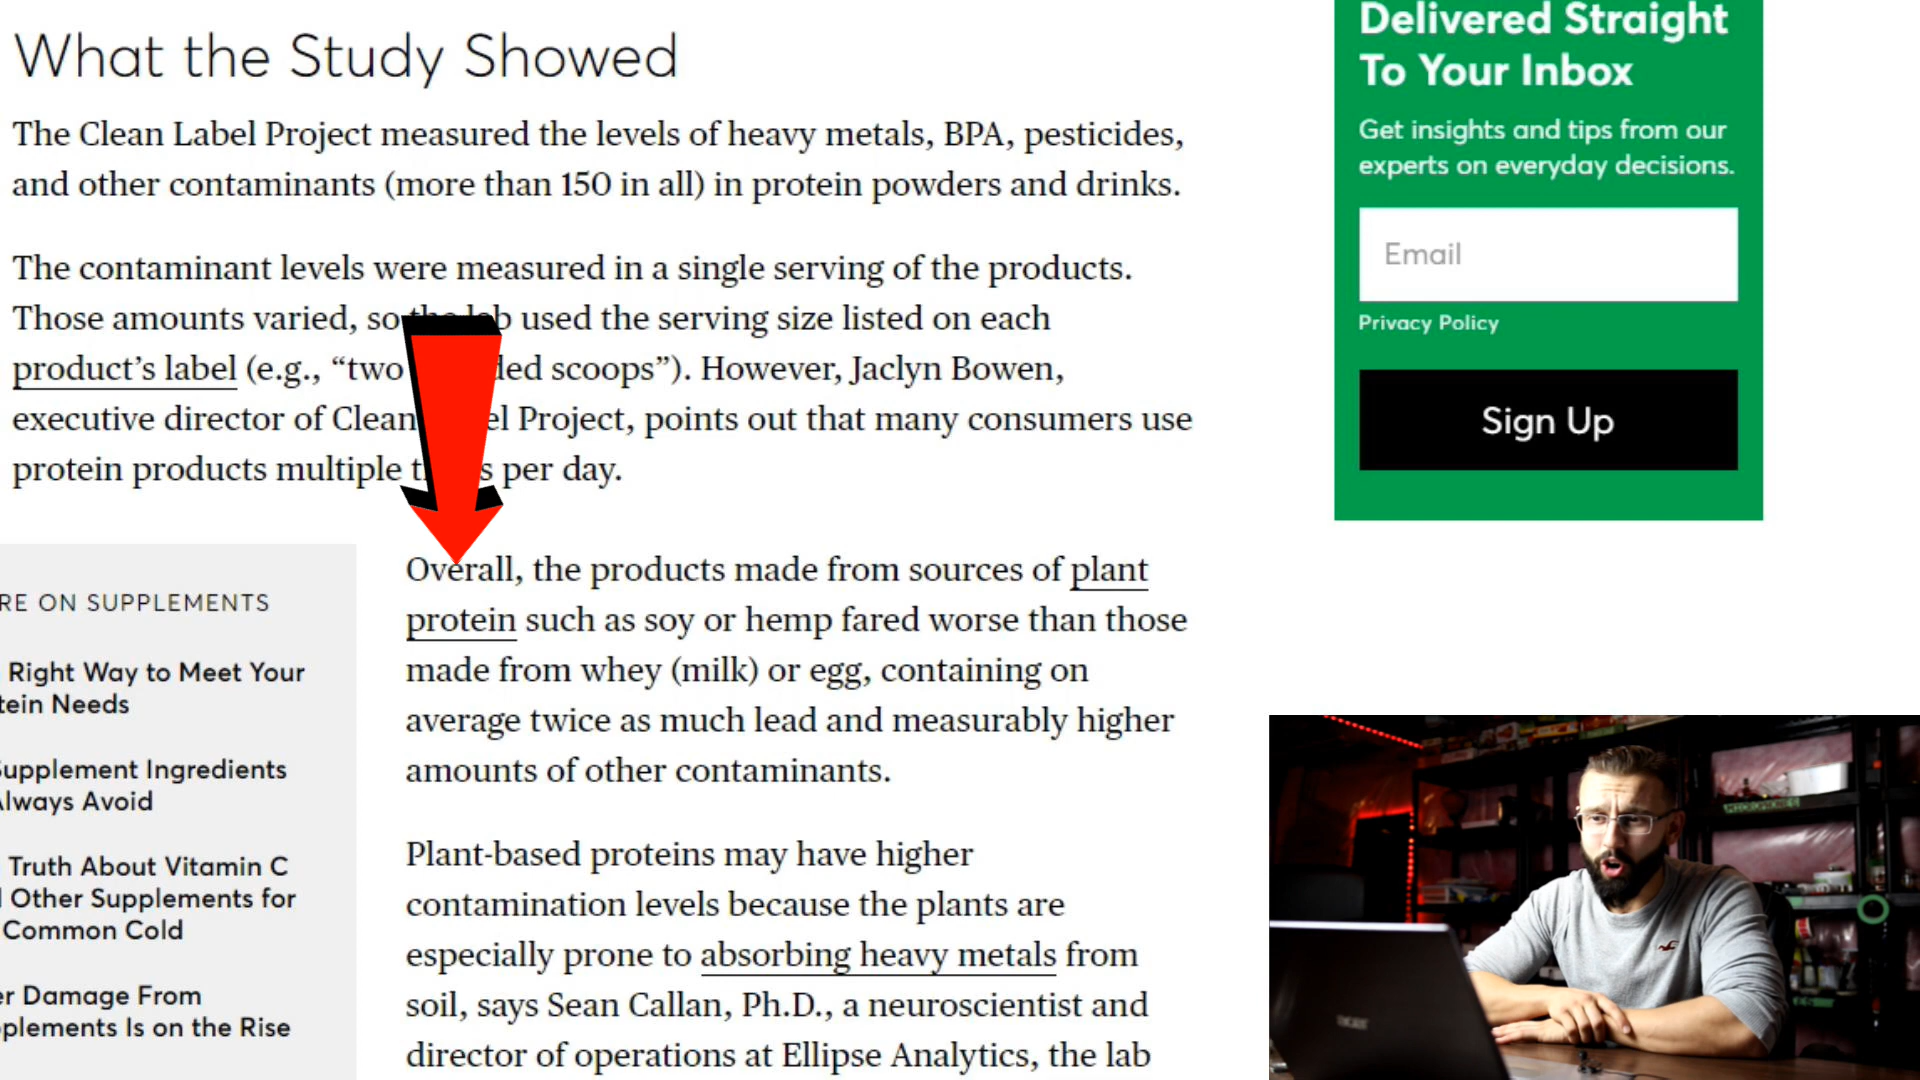 What the Study Showed
The Clean Label Project measured the levels of heavy metals, BPA, pesticides,
and other contaminants (more than 150 in all) in protein powders and drinks.
The contaminant levels were measured in a single serving of the products.
Those amounts varied, so the lab used the serving size listed on each
product’s label (e.g., “two ded scoops”). However, Jaclyn Bowen,
executive director of Clean el Project, points out that many consumers use
protein products multiple t s per day.
RE ON SUPPLEMENTS
Right Way to Meet Your
tein Needs
Supplement Ingredients
Always Avoid
Truth About Vitamin C
d Other Supplements for
Common Cold
er Damage From
plements Is on the Rise
Overall, the products made from sources of plant
protein such as soy or hemp fared worse than those
made from whey (milk) or egg, containing on
average twice as much lead and measurably higher
amounts of other contaminants.
Plant-based proteins may have higher
contamination levels because the plants are
especially prone to absorbing heavy metals from
soil, says Sean Callan, Ph.D., a neuroscientist and
director of operations at Ellipse Analytics, the lab
Delivered Straight
To Your Inbox
Get insights and tips from our
experts on everyday decisions.
Email
Privacy Policy
Sign Up
MICROPHONES